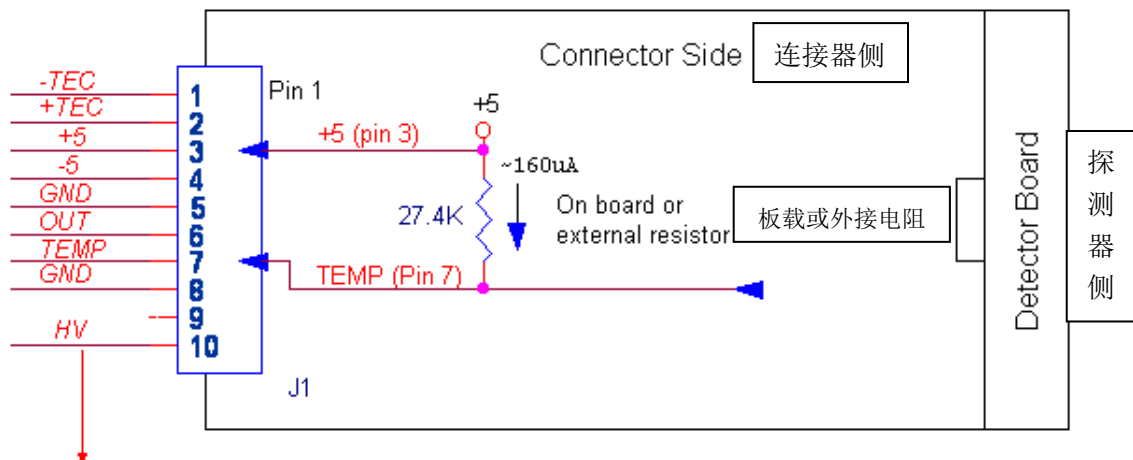 Connector Side
连接器侧
-TEC
+TEC
+5
-5
GND
OUT
TEMP
GND
HV
1
2
3
4
5
6
7
8
9
10
Pin 1
J1
+5 (pin 3)
+5
~160uA
27.4K
On board or
external resistor
板载或外接电阻
TEMP (Pin 7)
Detector Board
探测器侧